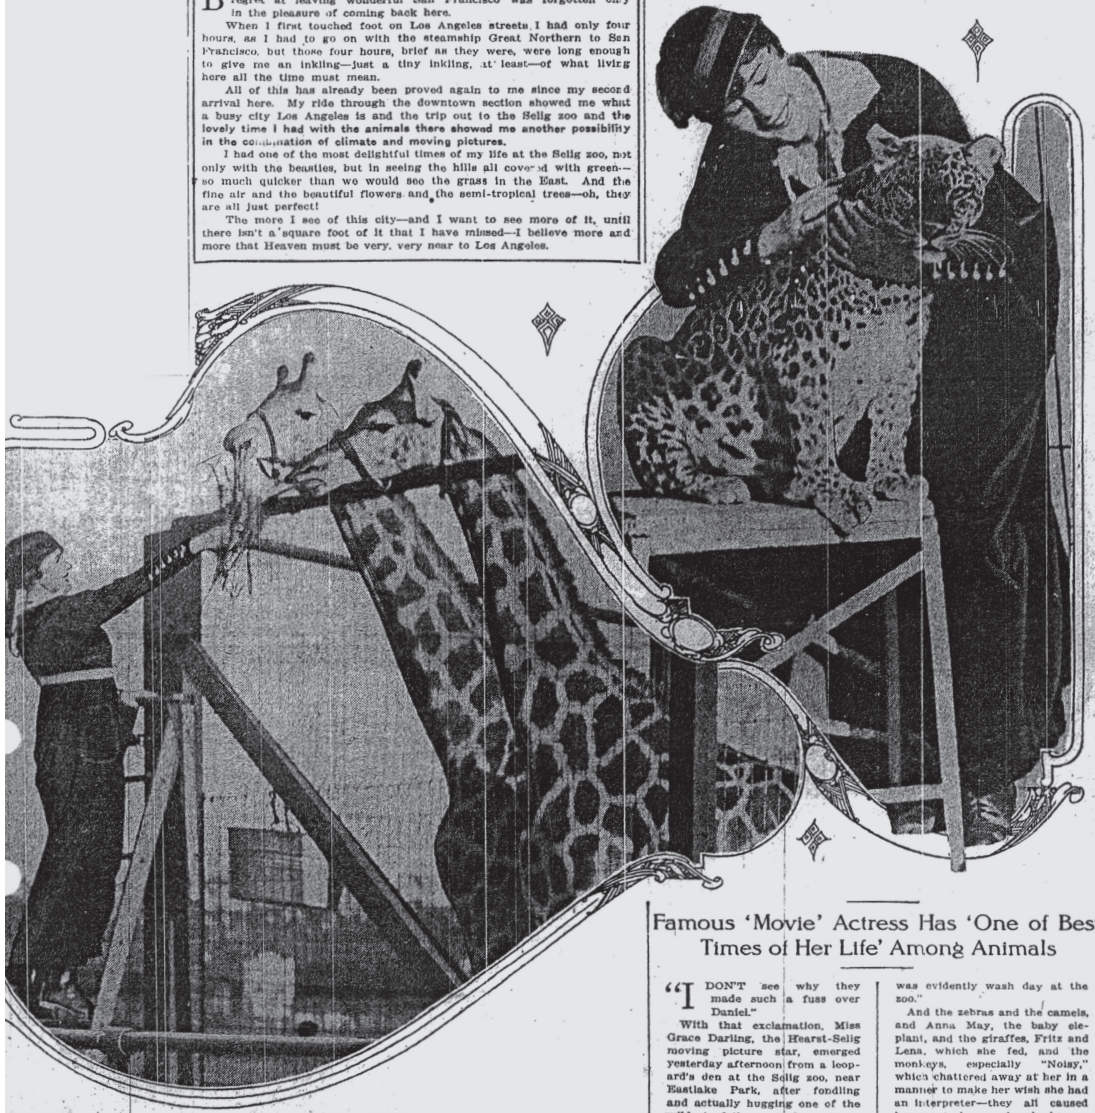 B regret at leaving wonderful San Francisco was forgotten only
in the pleasure of coming back here.
When I first touched foot on Los Angeles streets, I had only four
hours, as I had to go on with the steamship Great Northern to San
Francisco, but those four hours, brief as they were, were long enough
to give me an inkling—just a tiny inkling, at least—of what living
here all the time must mean.
All of this has already been proved again to me since my second
arrival here. My ride through the downtown section showed me what
a busy city Los Angeles is and the trip out to the Selig zoo and the
lovely time I had with the animals there showed me another possibility
in the combination of climate and moving pictures.
I had one of the most delightful times of my life at the Selig zoo, not
only with the beasties, but in seeing the hills all covered with green—
so much quicker than we would see the grass in the East. And the
fine air and the beautiful flowers and the semi-tropical trees—oh, they
are all just perfect!
The more I see of this city—and I want to see more of it, until
there isn't a square foot of it that I have missed—I believe more and
more that Heaven must be very, very near to Los Angeles.
Famous 'Movie' Actress Has 'One of Bes
Times of Her Life' Among Animals
"I DON'T see why they
made such a fuss over
Daniel."
With that exclamation, Miss
Grace Darling, the Hearst-Selig
moving picture star, emerged
yesterday afternoon from a leop-
ard's den at the Selig zoo, near
Eastlake Park, after fondling
and actually hugging one of the
was evidently wash day at the
zoo."
And the zebras and the camels,
and Anna May, the baby ele-
phant, and the giraffes, Fritz and
Lena, which she fed, and the
monkeys, especially "Noisy,"
which chattered away at her in a
manner to make her wish she had
an interpreter—they all caused